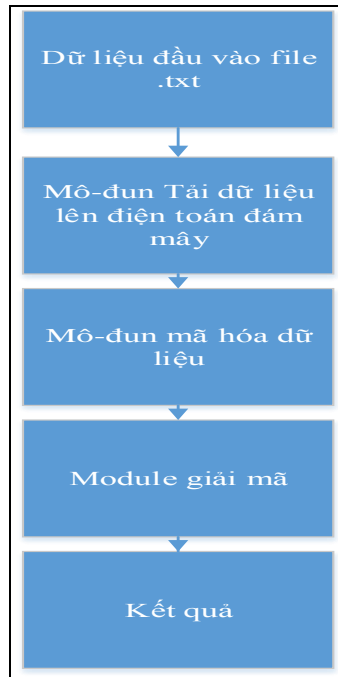 Dữ liệu đầu vào file
.txt
Mô-đun Tải dữ liệu
lên điện toán đám
mây
Mô-đun mã hóa dữ
liệu
Module giải mã
Kết quả